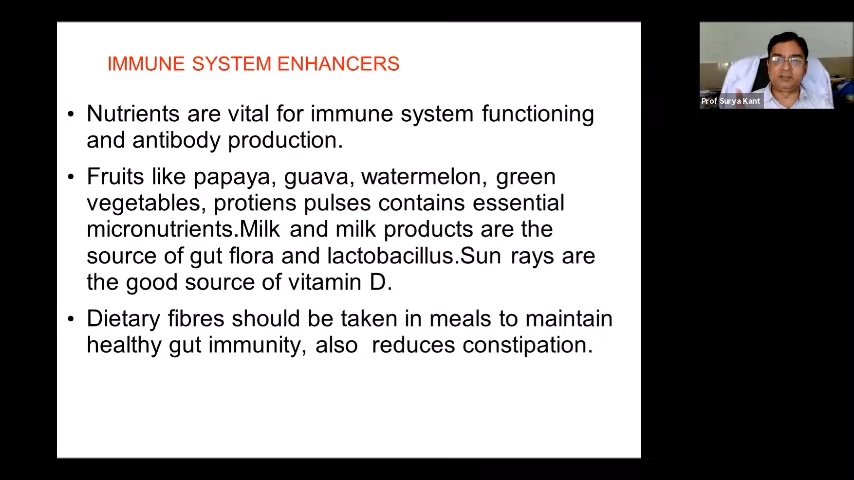 IMMUNE SYSTEM ENHANCERS
• Nutrients are vital for immune system functioning
and antibody production.
• Fruits like papaya, guava, watermelon, green
vegetables, protiens pulses contains essential
micronutrients.Milk and milk products are the
source of gut flora and lactobacillus.Sun rays are
the good source of vitamin D.
• Dietary fibres should be taken in meals to maintain
healthy gut immunity, also reduces constipation.
Prof Surya Kant